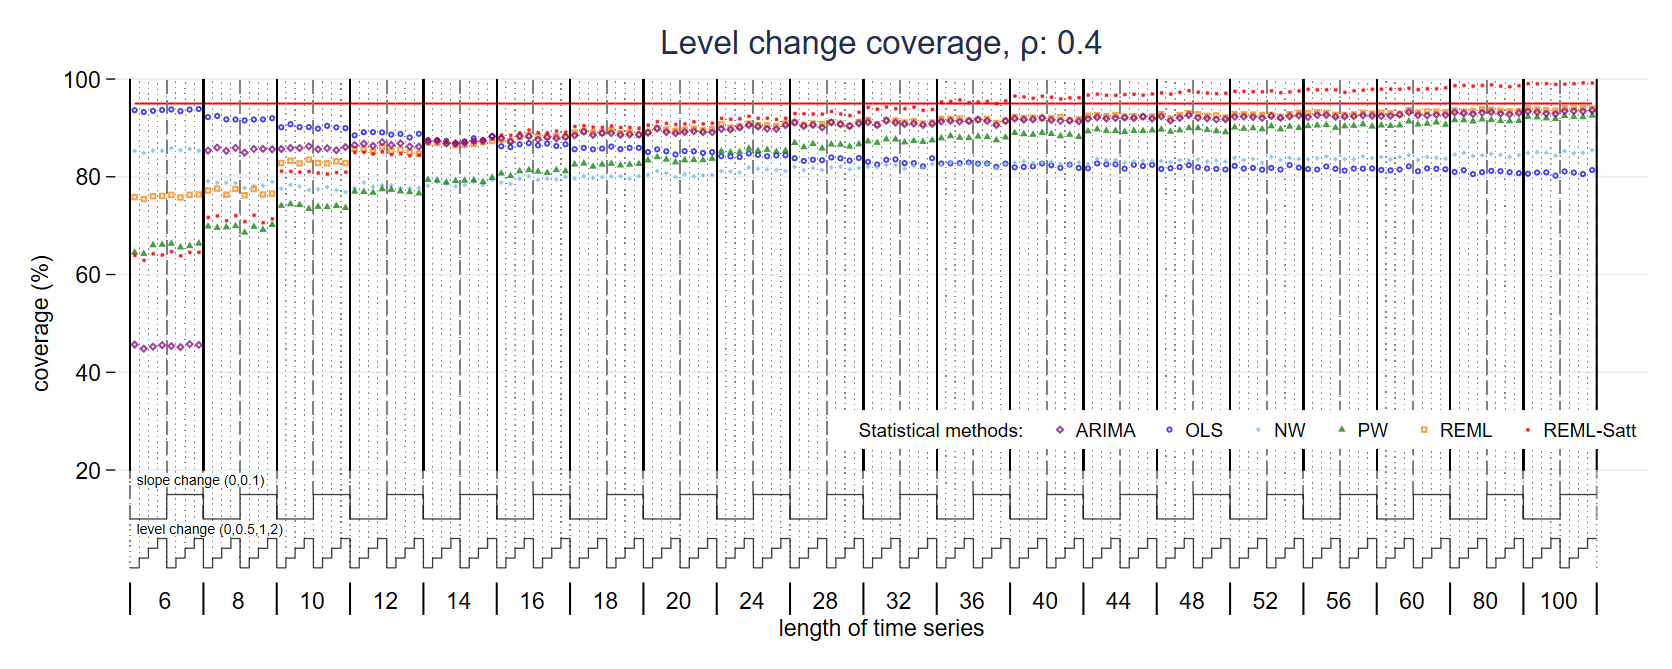 Level change coverage, ρ: 0.4
100
80
60
40
20
coverage (%)
Statistical methods: ARIMA OLS NW PW REML REML-Satt
slope change (0,0.1)
level change (0,0.5,1,2)
6 8 10 12 14 16 18 20 24 28 32 36 40 44 48 52 56 60 80 100
length of time series